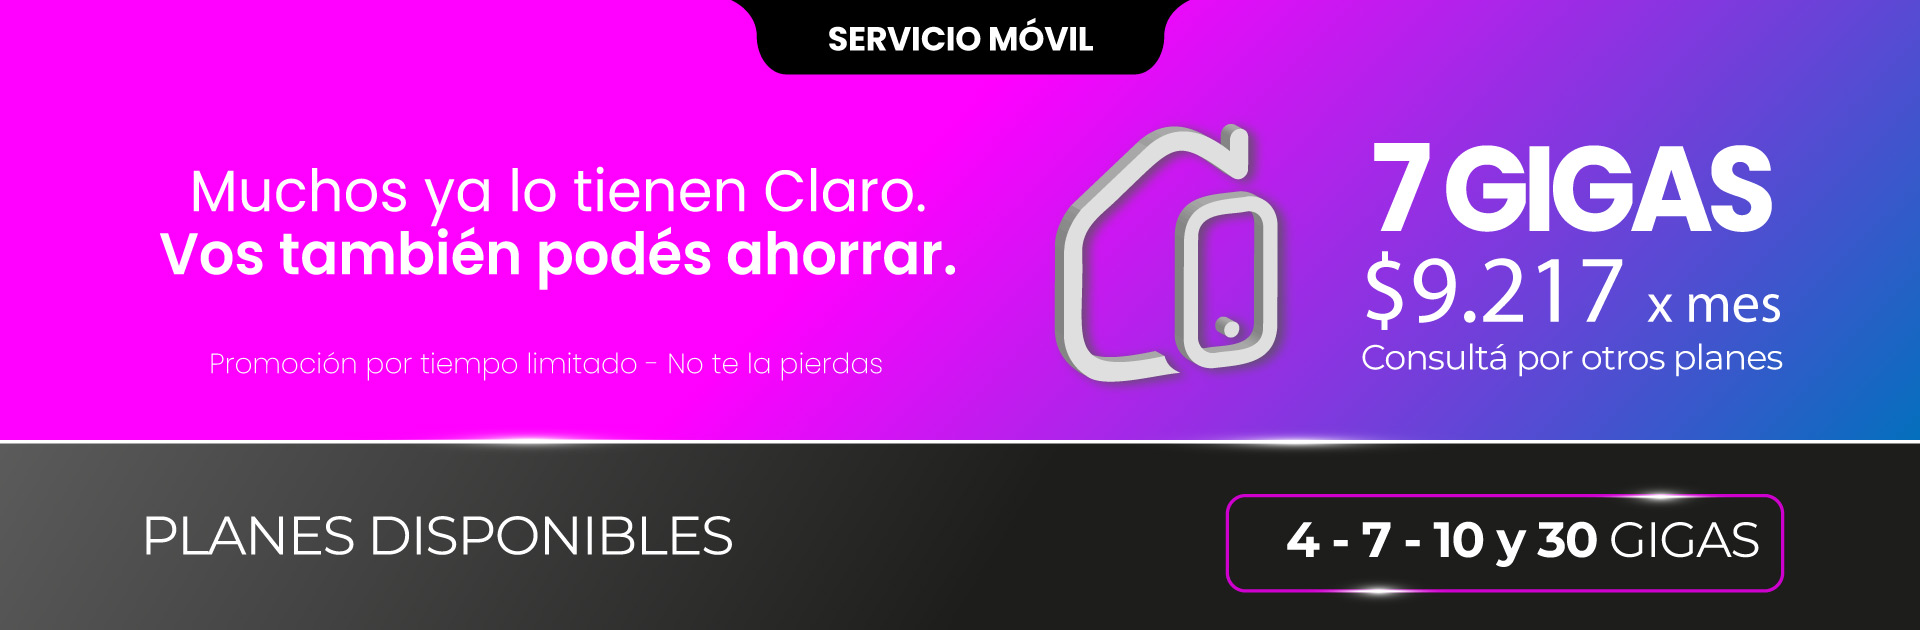 SERVICIO MÓVIL
Muchos ya lo tienen Claro.
Vos también podés ahorrar.
Promoción por tiempo limitado - No te la pierdas
7 GIGAS
$9.217 x mes
Consultá por otros planes
PLANES DISPONIBLES
4 - 7 - 10 y 30 GIGAS